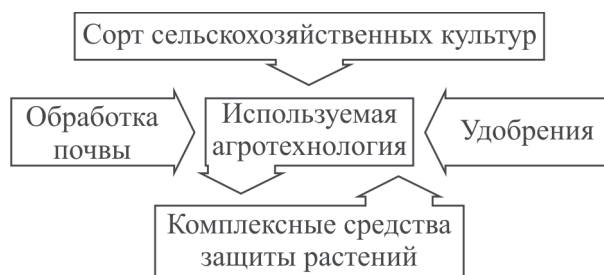 Сорт сельскохозяйственных культур
Обработка
почвы
Используемая
агротехнология
Удобрения
Комплексные средства
защиты растений